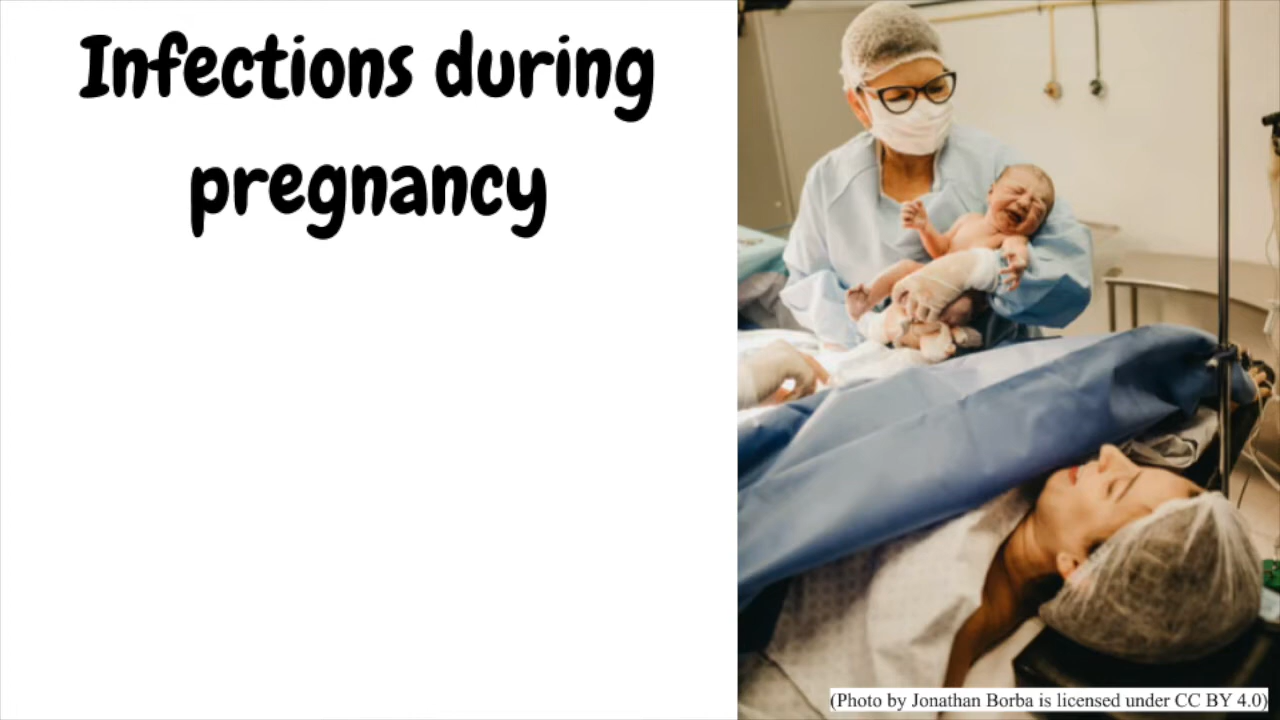 Infections during
pregnancy
(Photo by Jonathan Borba is licensed under CC BY 4.0)